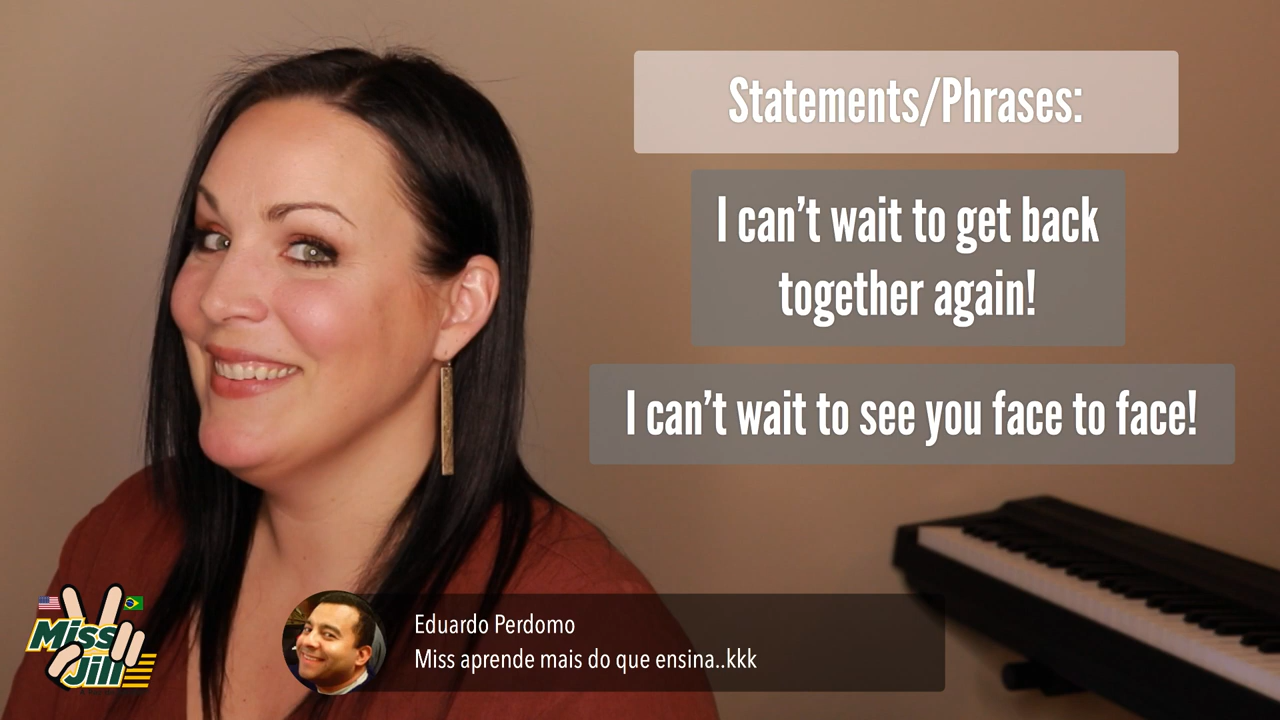 Statements/Phrases:
I can't wait to get back
together again!
I can't wait to see you face to face!
Miss
Jill
Eduardo Perdomo
Miss aprende mais do que ensina..kkk